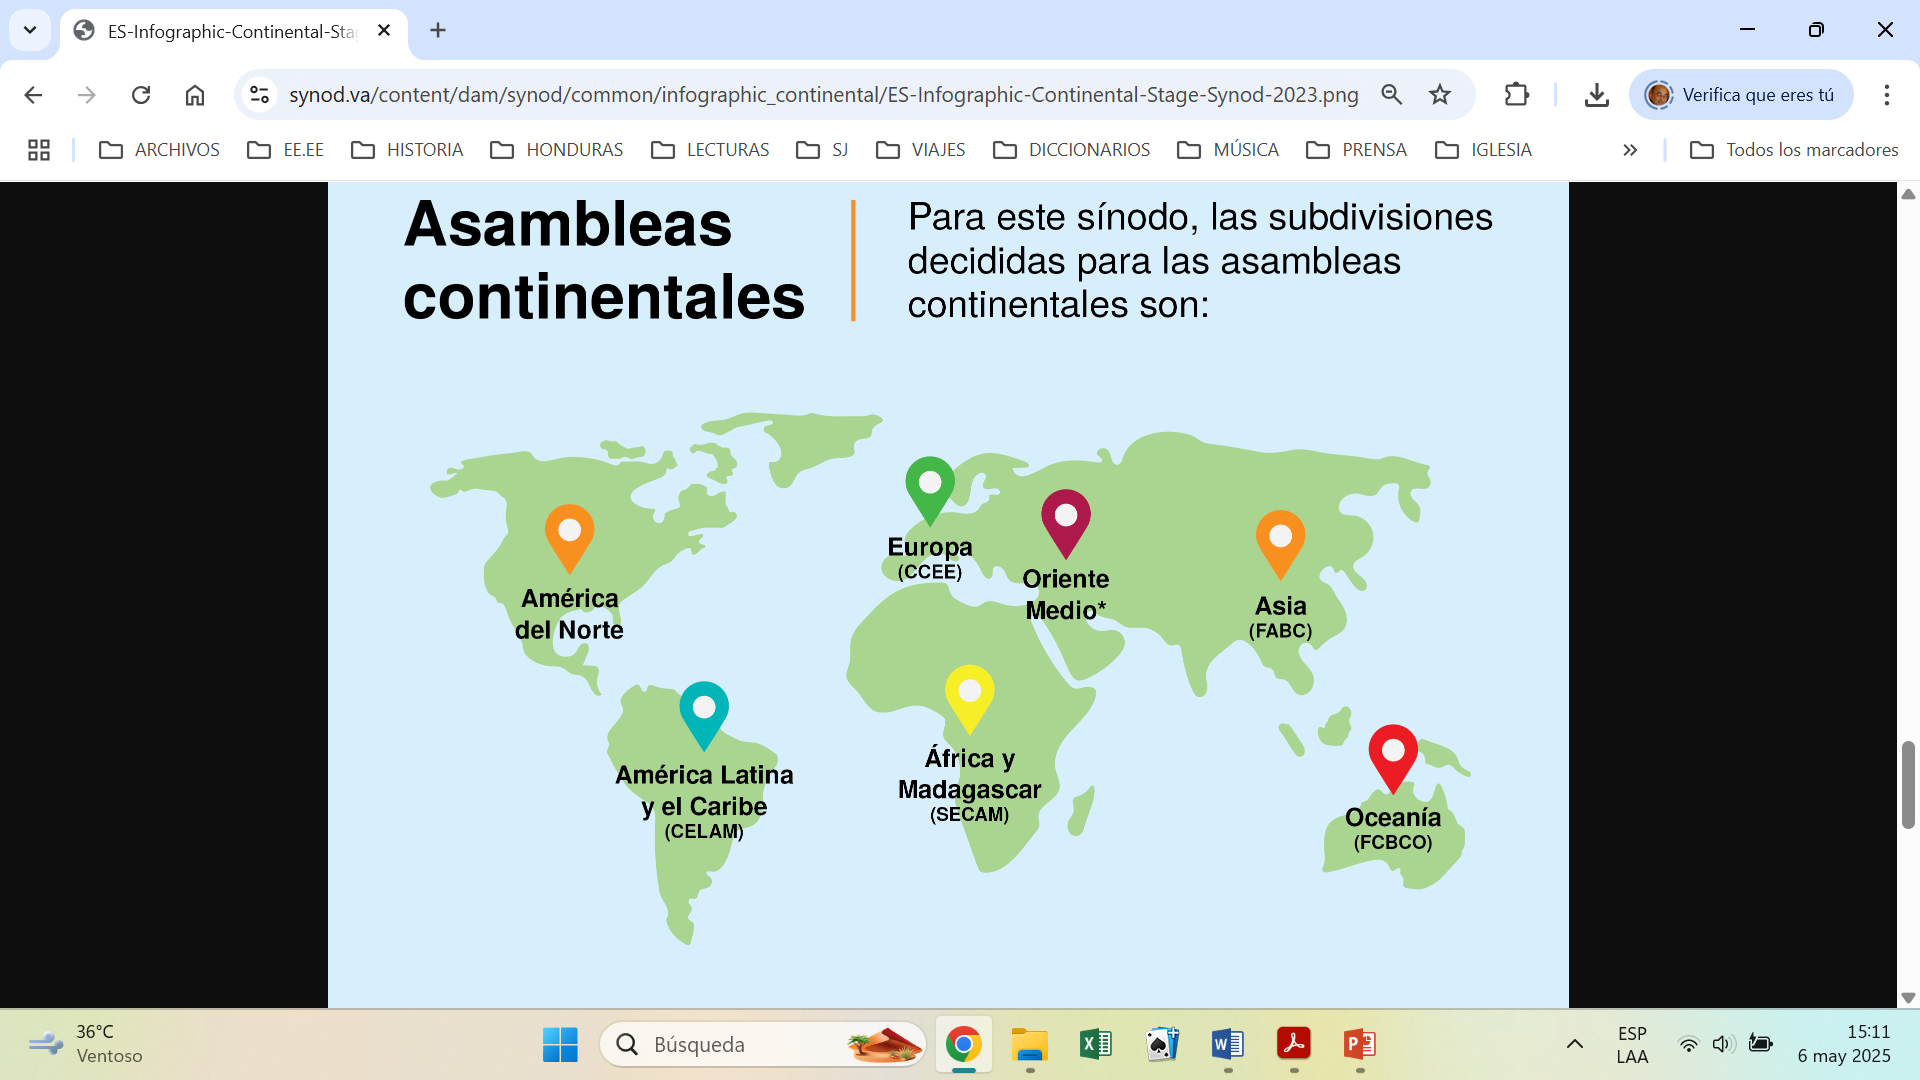 ES-Infographic-Continental-Sta
synod.va/content/dam/synod/common/infographic_continental/ES-Infographic-Continental-Stage-Synod-2023.png
Verifica que eres tú
ARCHIVOS
EE.EE
HISTORIA
HONDURAS
LECTURAS
SJ
VIAJES
DICCIONARIOS
MÚSICA
PRENSA
IGLESIA
Todos los marcadores
Asambleas
continentales
Para este sínodo, las subdivisiones
decididas para las asambleas
continentales son:
América
del Norte
Europa
(CCEE)
Oriente
Medio*
Asia
(FABC)
América Latina
y el Caribe
(CELAM)
África y
Madagascar
(SECAM)
Oceanía
(FCBCO)
36°C
Ventoso
Búsqueda
ESP
LAA
15:11
6 may 2025